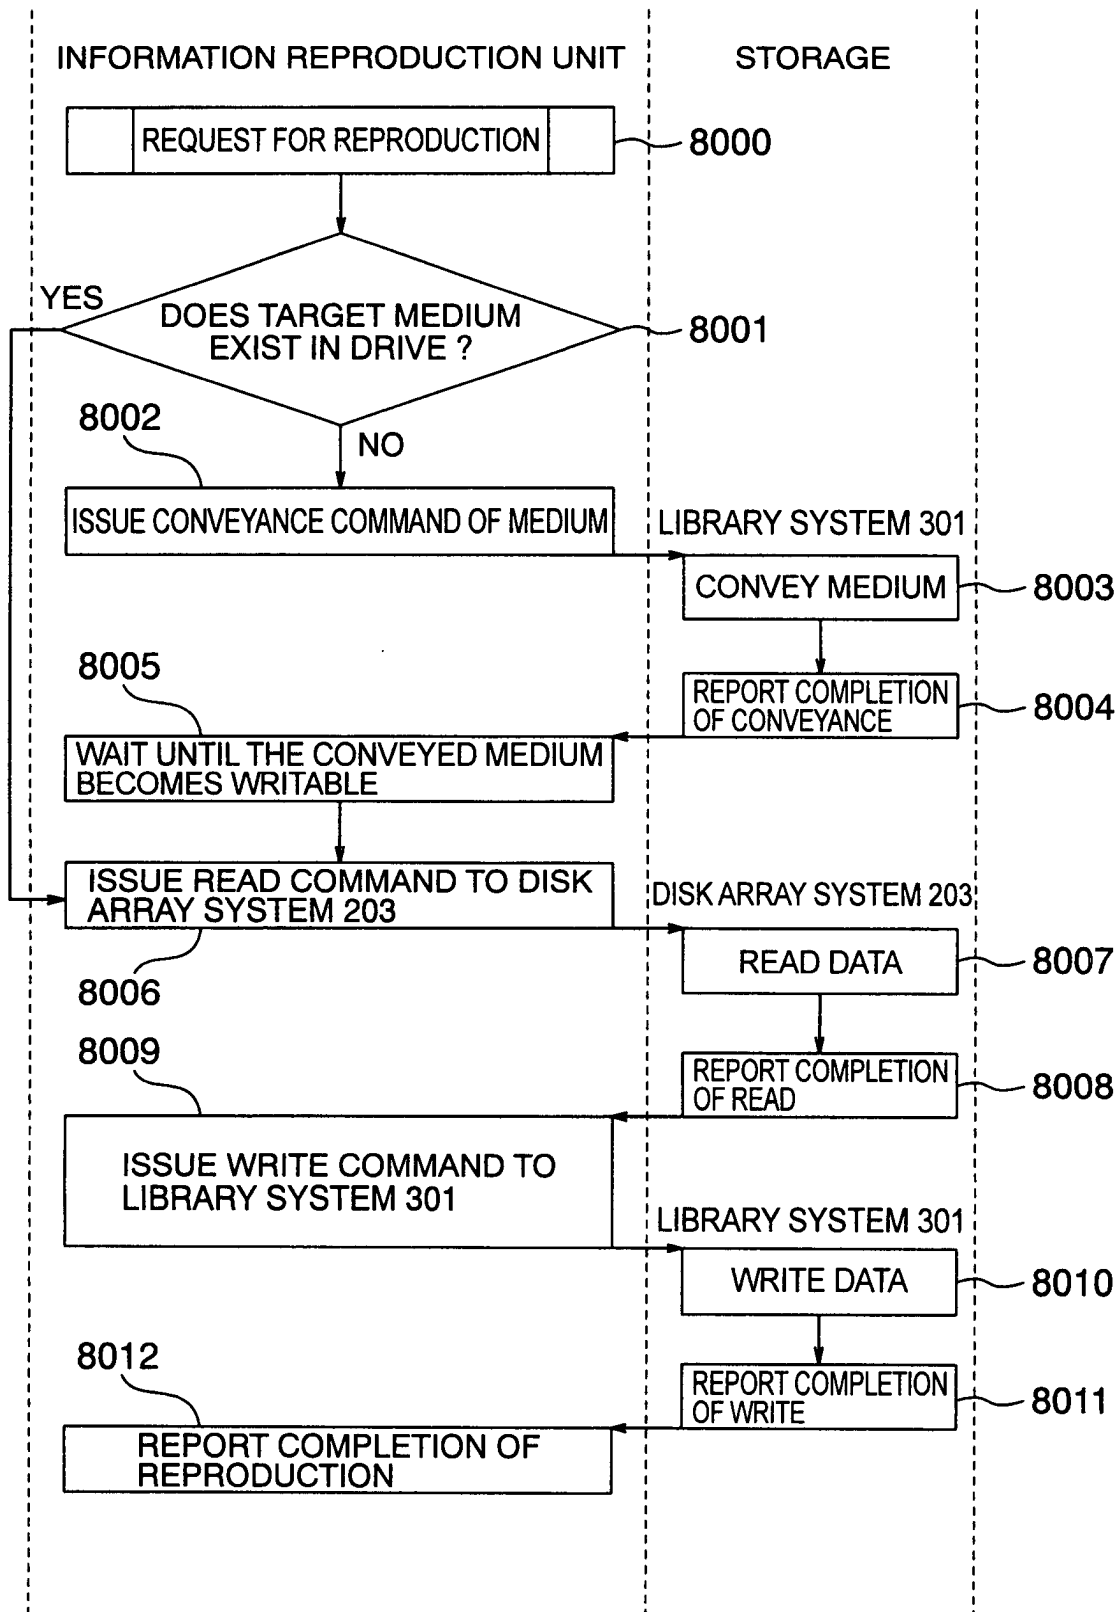 INFORMATION REPRODUCTION UNIT
STORAGE
REQUEST FOR REPRODUCTION
8000
YES
DOES TARGET MEDIUM
EXIST IN DRIVE ?
8001
8002
NO
ISSUE CONVEYANCE COMMAND OF MEDIUM
LIBRARY SYSTEM 301
CONVEY MEDIUM
8003
8005
REPORT COMPLETION
OF CONVEYANCE
8004
WAIT UNTIL THE CONVEYED MEDIUM
BECOMES WRITABLE
ISSUE READ COMMAND TO DISK
ARRAY SYSTEM 203
DISK ARRAY SYSTEM 203
READ DATA
8007
8006
8009
REPORT COMPLETION
OF READ
8008
ISSUE WRITE COMMAND TO
LIBRARY SYSTEM 301
LIBRARY SYSTEM 301
WRITE DATA
8010
8012
REPORT COMPLETION
OF WRITE
8011
REPORT COMPLETION OF
REPRODUCTION